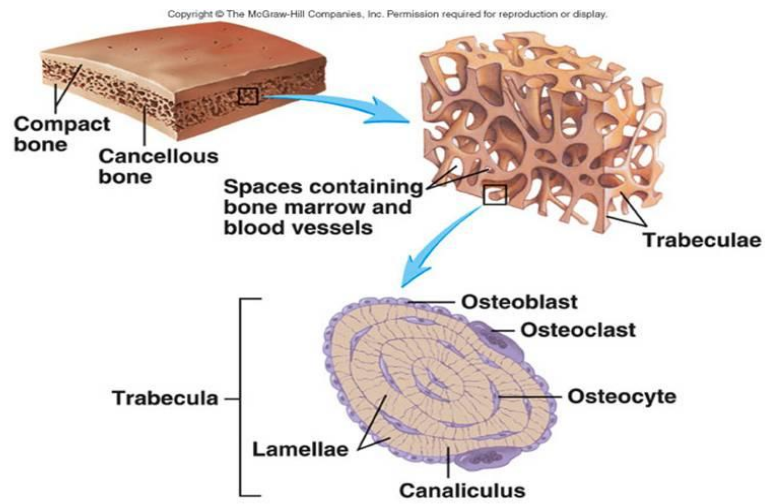 Copyright © The McGraw-Hill Companies, Inc. Permission required for reproduction or display.
Compact
bone
Cancellous
bone
Spaces containing
bone marrow and
blood vessels
Trabeculae
Osteoblast
Osteoclast
Trabecula
Osteocyte
Lamellae
Canaliculus